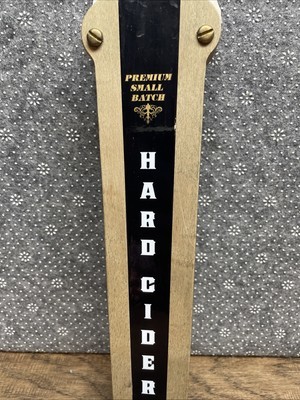 PREMIUM
SMALL
BATCH
HARD CIDER